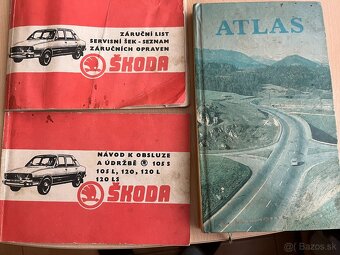 ZÁRUČNÍ LIST
SERVISNÍ ŠEK - SEZNAM
ZÁRUČNÍCH OPRAVEN
ŠKODA
NÁVOD K OBSLUZE
A ÚDRŽBĚ 105 S
105 L, 120, 120 L
120 LS
ŠKODA
ATLAS
Bazos.sk